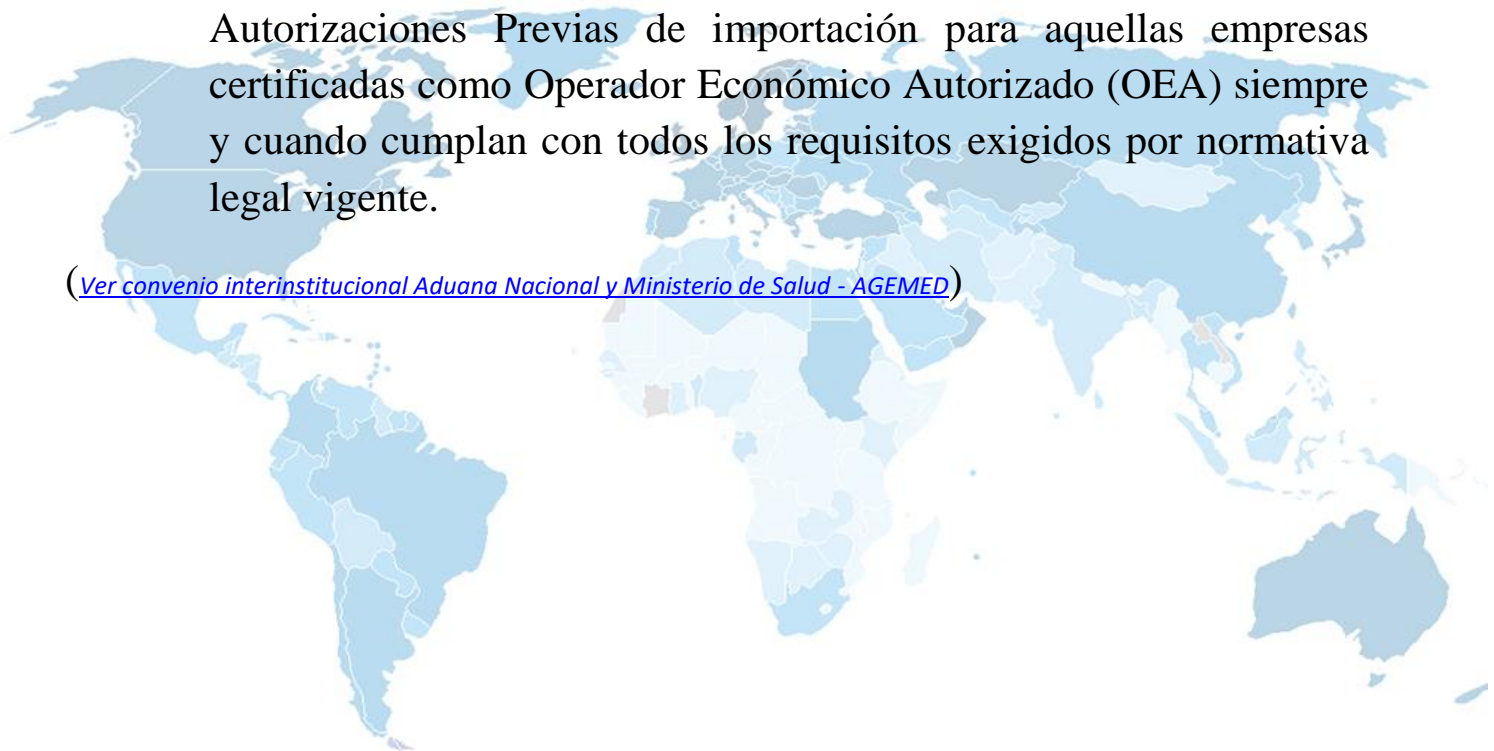 Autorizaciones Previas de importación para aquellas empresas
certificadas como Operador Económico Autorizado (OEA) siempre
y cuando cumplan con todos los requisitos exigidos por normativa
legal vigente.
(Ver convenio interinstitucional Aduana Nacional y Ministerio de Salud - AGEMED)